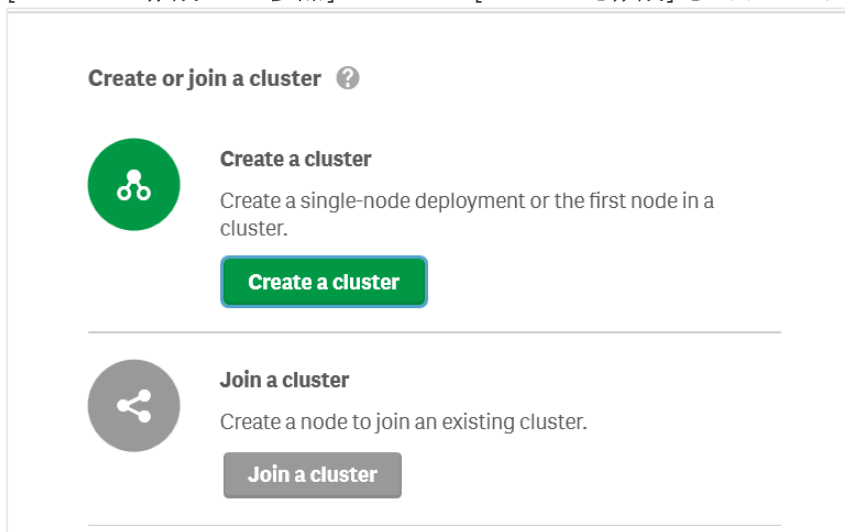 Create or join a cluster ?
Create a cluster
Create a single-node deployment or the first node in a
cluster.
Create a cluster
Join a cluster
Create a node to join an existing cluster.
Join a cluster